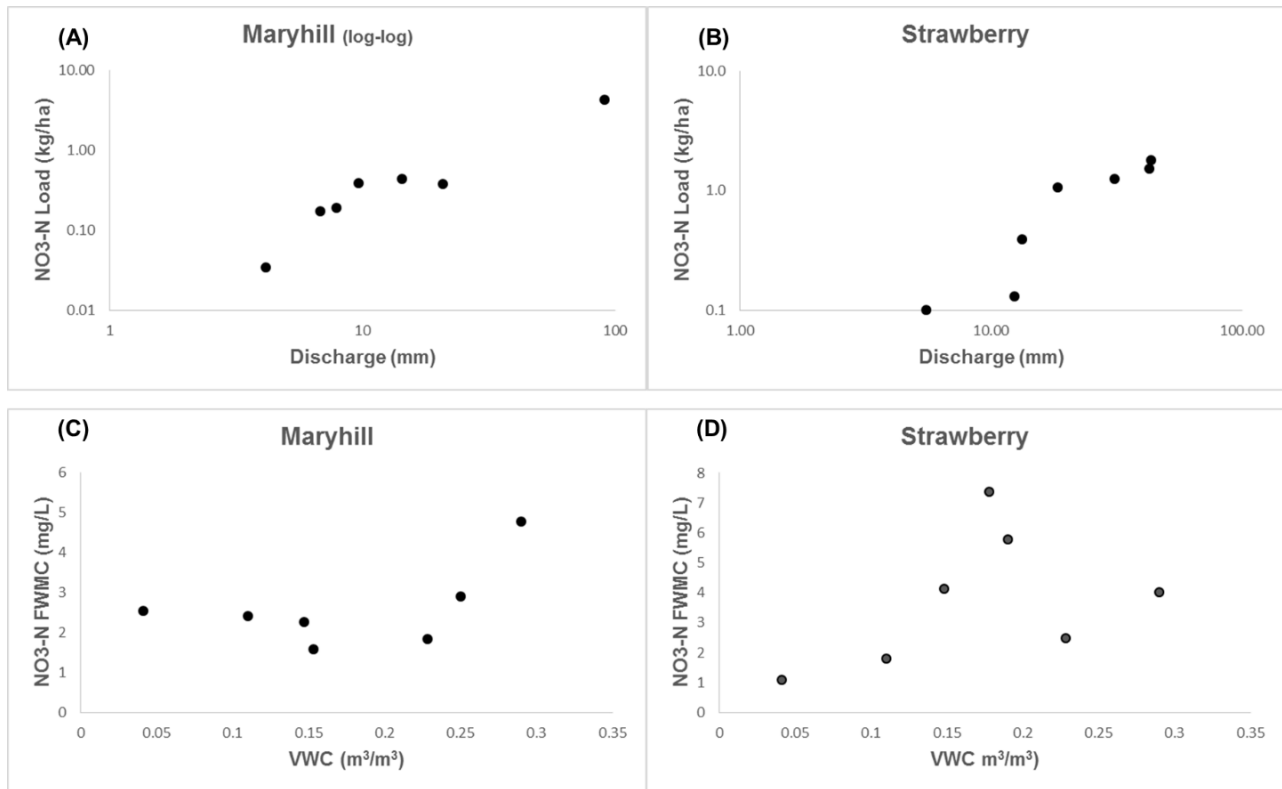 (A)
Maryhill (log-log)
NO3-N Load (kg/ha)
10.00
1.00
0.10
0.01
1
10
100
Discharge (mm)
(B)
Strawberry
NO3-N Load (kg/ha)
10.0
1.0
0.1
1.00
10.00
100.00
Discharge (mm)
(C)
Maryhill
NO3-N FWMC (mg/L)
6
5
4
3
2
1
0
0
0.05
0.1
0.15
0.2
0.25
0.3
0.35
VWC (m³/m³)
(D)
Strawberry
NO3-N FWMC (mg/L)
8
7
6
5
4
3
2
1
0
0
0.05
0.1
0.15
0.2
0.25
0.3
0.35
VWC m³/m³)